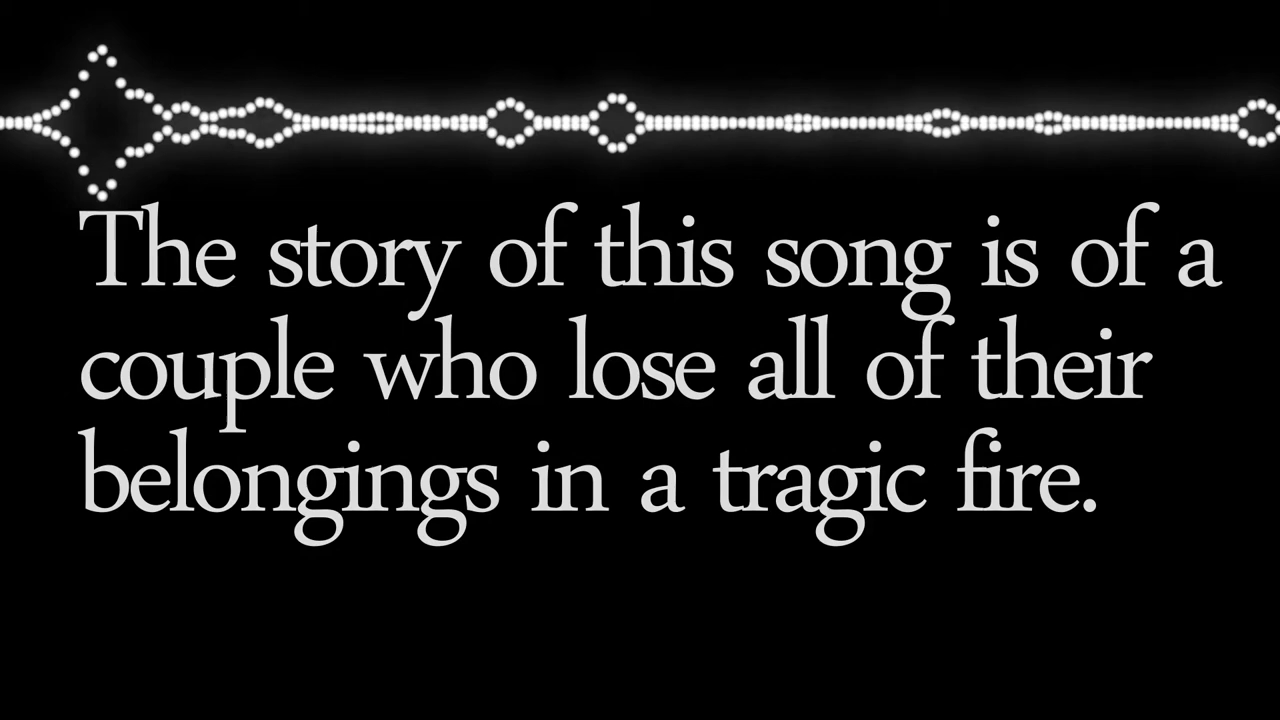 The story of this song is of a
couple who lose all of their
belongings in a tragic fire.